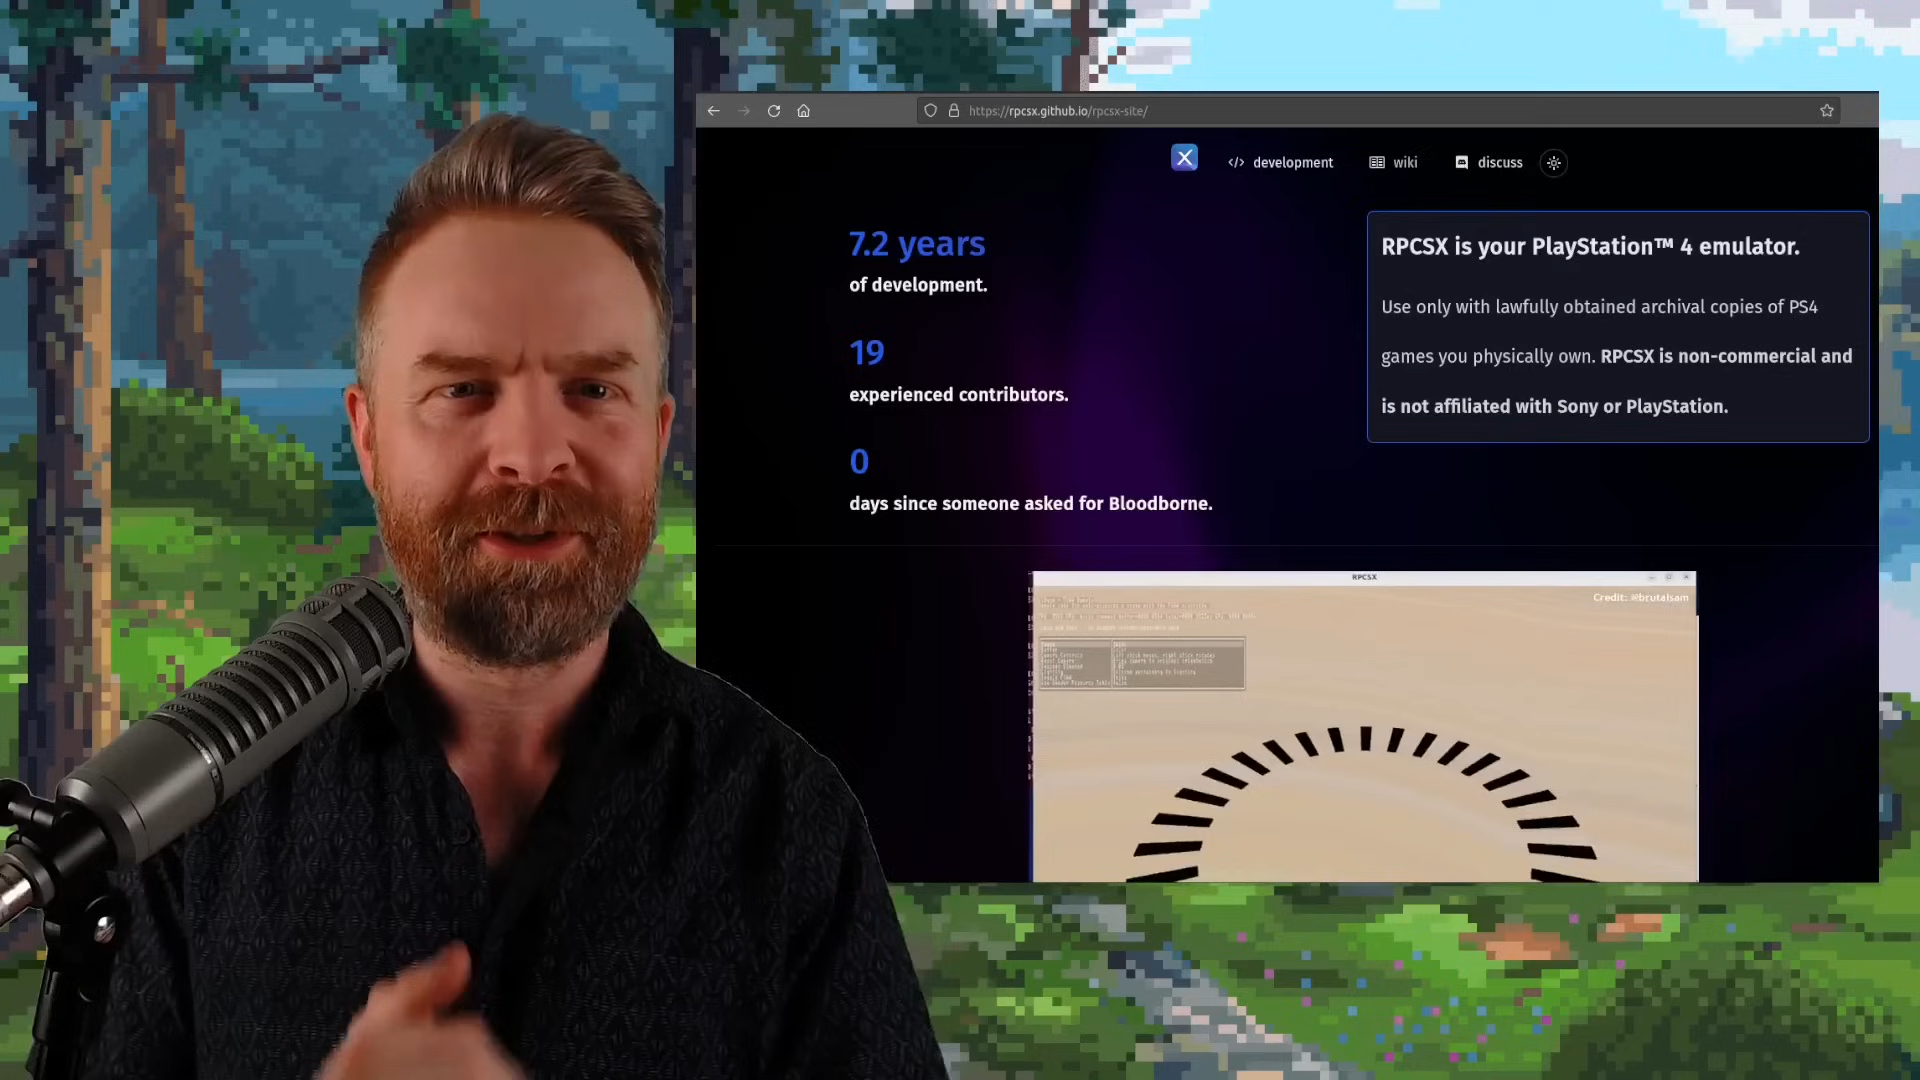 https://rpcsx.github.io/rpcsx-site/
development
wiki
discuss
7.2 years
of development.
19
experienced contributors.
0
days since someone asked for Bloodborne.
RPCSX is your PlayStation™ 4 emulator.
Use only with lawfully obtained archival copies of PS4
games you physically own. RPCSX is non-commercial and
is not affiliated with Sony or PlayStation.
RPCSX
Credit: @brutalsam